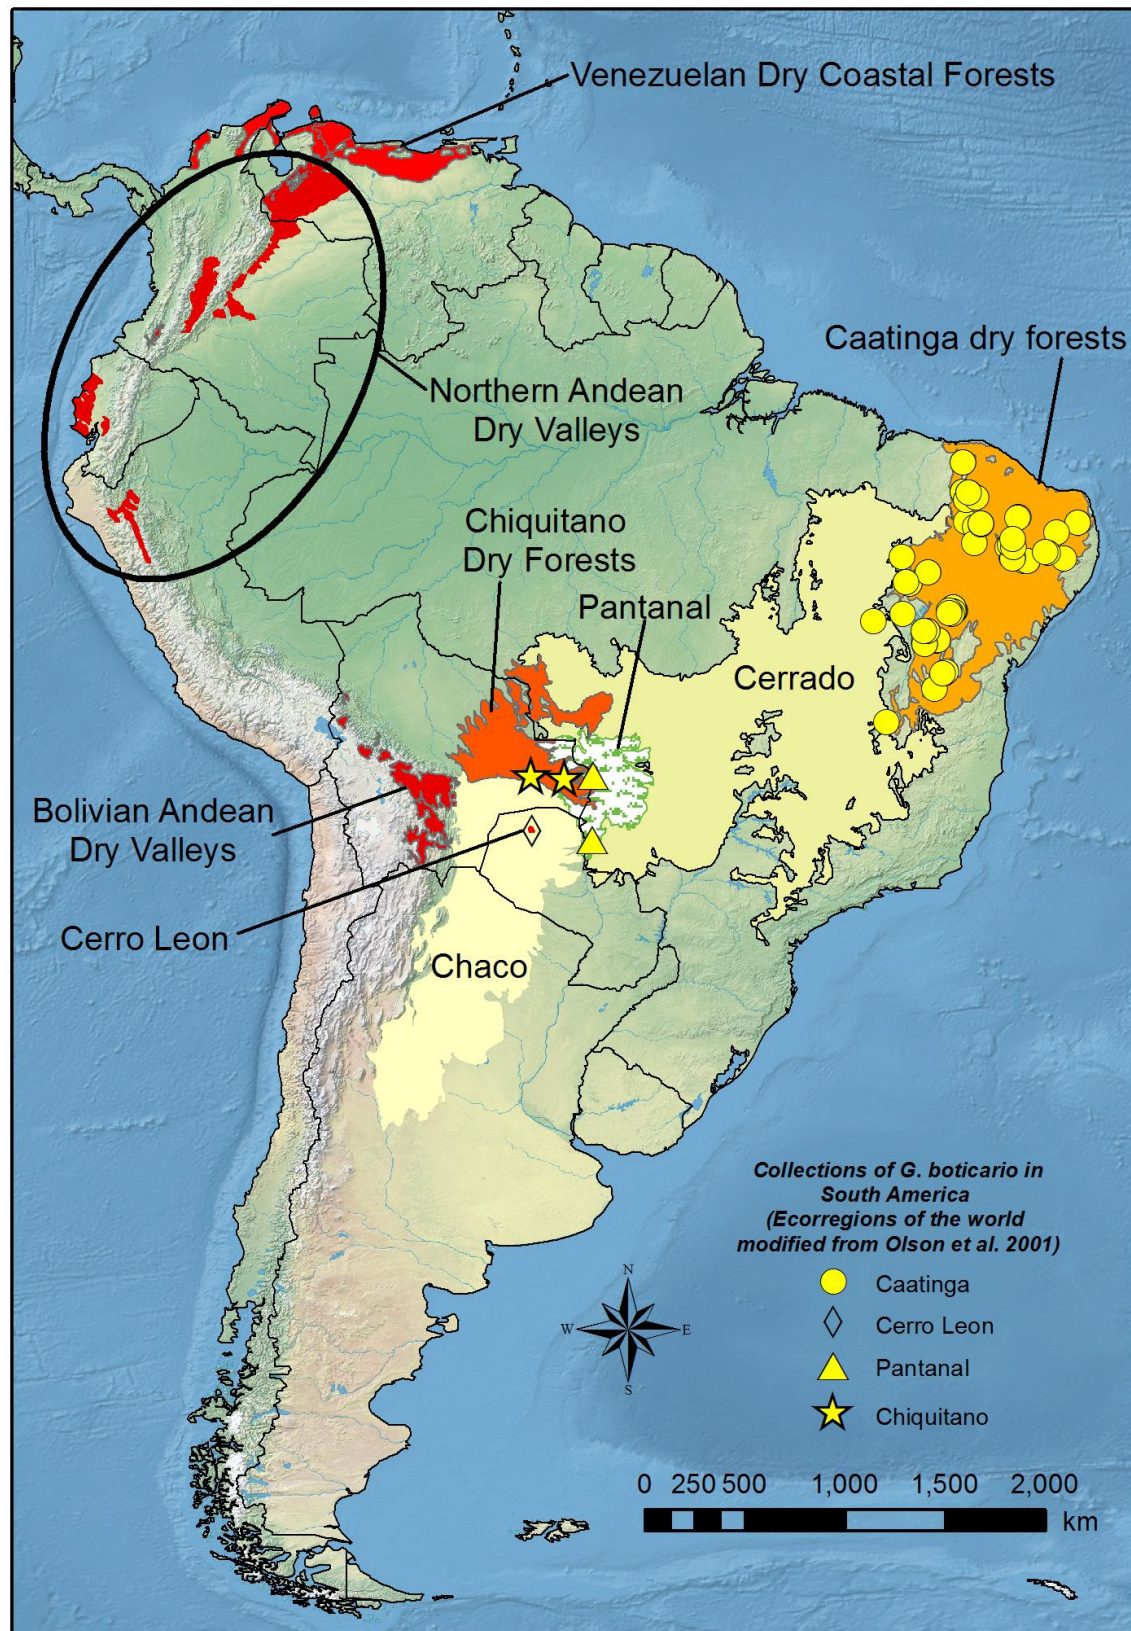 Venezuelan Dry Coastal Forests
Caatinga dry forests
Northern Andean
Dry Valleys
Chiquitano
Dry Forests
Pantanal
Cerrado
Bolivian Andean
Dry Valleys
Cerro Leon
Chaco
Collections of G. boticario in
South America
(Ecorregions of the world
modified from Olson et al. 2001)
Caatinga
Cerro Leon
Pantanal
Chiquitano
N
W
E
S
0 250 500 1,000 1,500 2,000
km